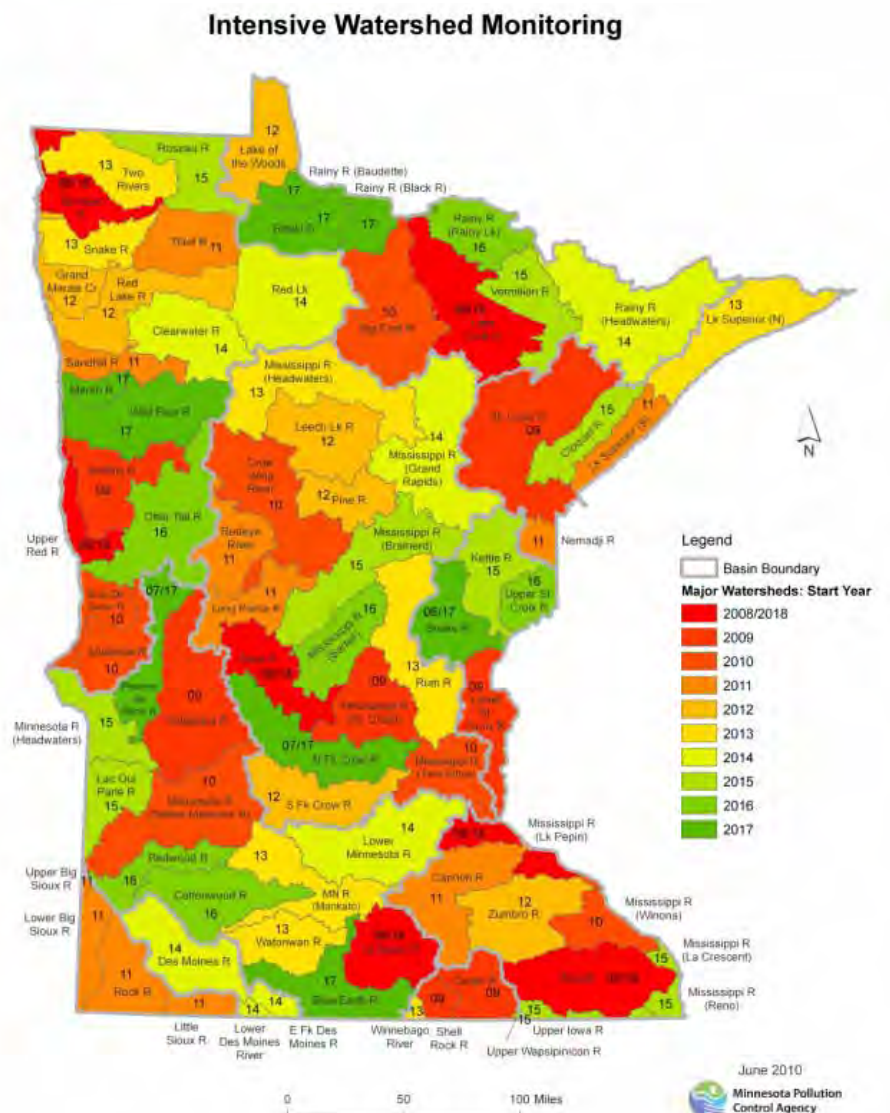 Intensive Watershed Monitoring
12
Lake of
the Woods
Roseau R
15
13
Two
Rivers
Rainy R (Baudette)
Rainy R (Black R)
17
17
17
Rainy R
(Rainy Lk)
16
13
Snake R
11
Grand
Marais Cr
12
Red
Lake R
12
Red Lk
14
15
Vermilion R
Rainy R
(Headwaters)
14
13
Lk Superior (N)
10
Clearwater R
14
Sandhill R
11
17
Marsh R
Wild Rice R
17
Mississippi R
(Headwaters)
13
Leech Lk R
12
14
Mississippi R
(Grand
Rapids)
09
15
Cloquet R
11
Lk Superior (S)
N
Crow
Wing
River
10
12
Pine R
Otter Tail R
16
Upper
Red R
Redeye
River
11
Mississippi R
(Brainerd)
15
Kettle R
15
11
Nemadji R
16
Upper St
Croix R
11
Long Prairie R
07/17
10
10
16
Mississippi R
(Sartell)
Snake R
13
Rum R
09
09
Minnesota R
(Headwaters)
15
07/17
N Fk Crow R
10
Lac Qui
Parle R
15
10
12
S Fk Crow R
14
Lower
Minnesota R
Mississippi R
(Lk Pepin)
Redwood R
16
13
Cannon R
11
Upper Big
Sioux R
11
Cottonwood R
16
MN R
(Mankato)
12
Zumbro R
10
Mississippi R
(Winona)
Lower Big
Sioux R
11
13
Watonwan R
14
Des Moines R
15
Mississippi R
(La Crescent)
11
Rock R
17
Blue Earth R
09
09
15
Mississippi R
(Reno)
11
14
14
13
15
15
Little
Sioux R
Lower
Des Moines
River
E Fk Des
Moines R
Winnebago
River
Shell
Rock R
Upper Iowa R
Upper Wapsipinicon R
Legend
Basin Boundary
Major Watersheds: Start Year
2008/2018
2009
2010
2011
2012
2013
2014
2015
2016
2017
June 2010
0 50 100 Miles
Minnesota Pollution
Control Agency